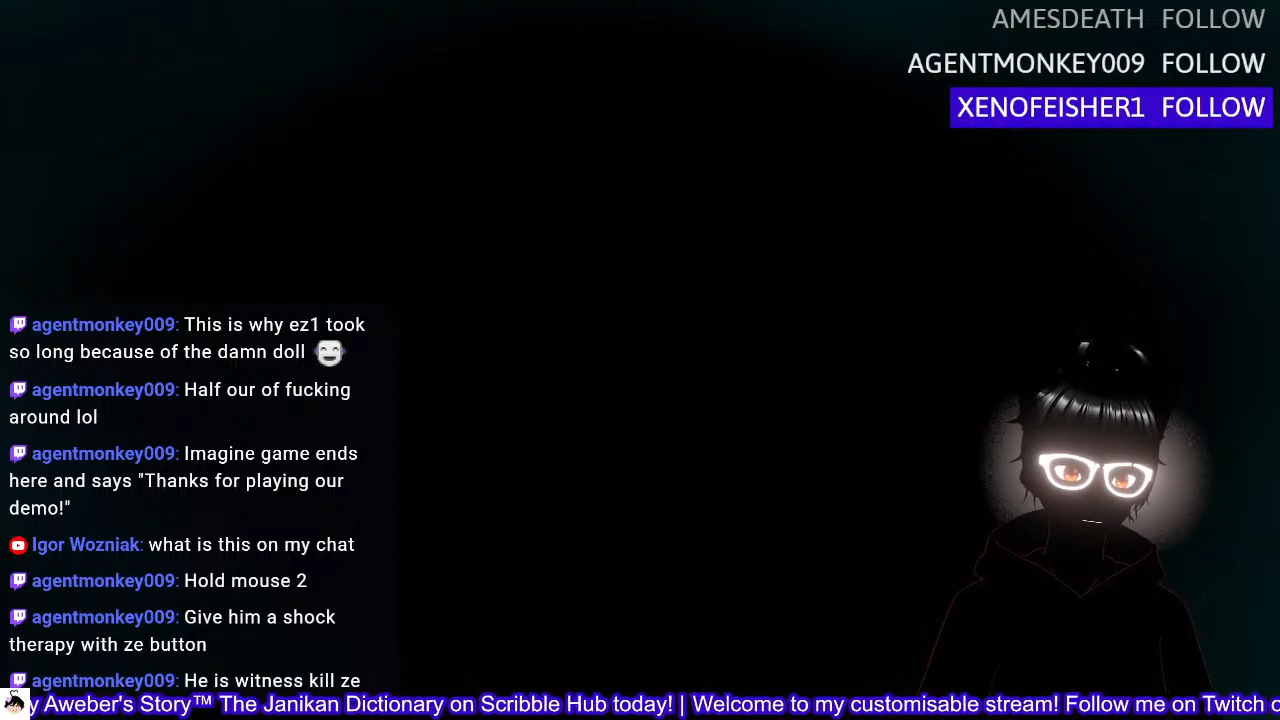 AMESDEATH FOLLOW
AGENTMONKEY009 FOLLOW
XENOFEISHER1 FOLLOW
agentmonkey009: This is why ez1 took
so long because of the damn doll
agentmonkey009: Half our of fucking
around lol
agentmonkey009: Imagine game ends
here and says "Thanks for playing our
demo!"
Igor Wozniak: what is this on my chat
agentmonkey009: Hold mouse 2
agentmonkey009: Give him a shock
therapy with ze button
agentmonkey009: He is witness kill ze
y Aweber's Story™ The Janikan Dictionary on Scribble Hub today! | Welcome to my customisable stream! Follow me on Twitch